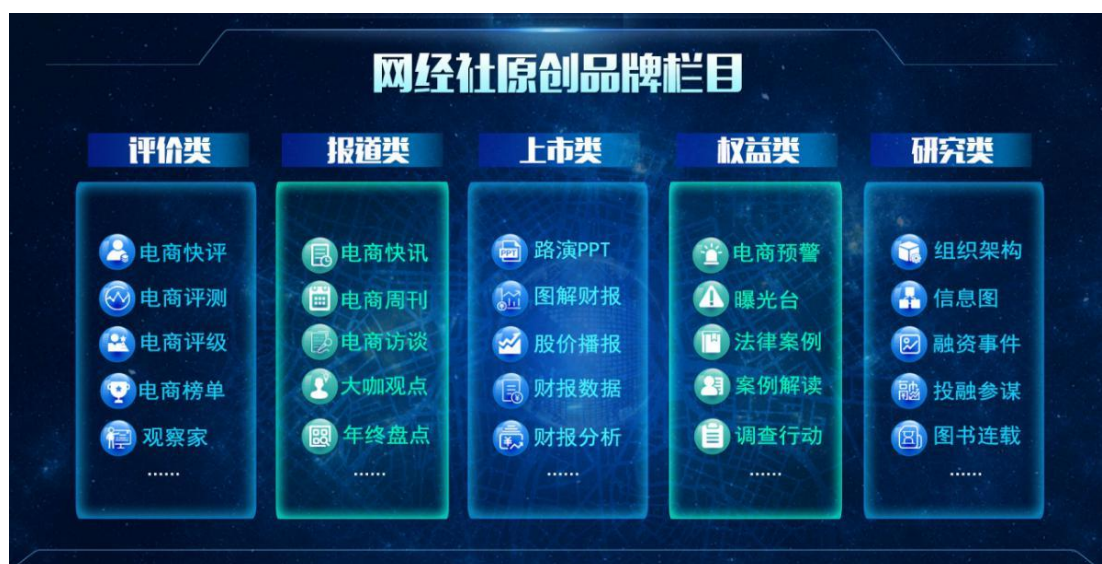 网经社原创品牌栏目
评价类
电商快评
电商评测
电商评级
电商榜单
观察家
……
报道类
电商快讯
电商周刊
电商访谈
大咖观点
年终盘点
……
上市类
PPT
路演PPT
图解财报
股价播报
财报数据
财报分析
……
权益类
电商预警
曝光台
法律案例
案例解读
调查行动
……
研究类
组织架构
信息图
融资事件
融
投融参谋
图书连载
……